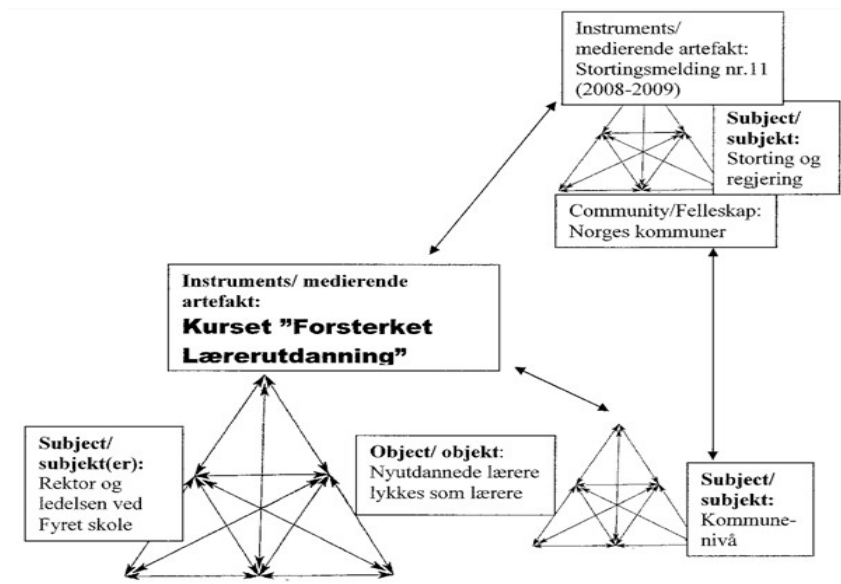 Instruments/
medierende artefakt:
Stortingsmelding nr.11
(2008-2009)
Subject/
subjekt:
Storting og
regjering
Community/Felleskap:
Norges kommuner
Instruments/ medierende
artefakt:
Kurset ”Forsterket
Lærerutdanning”
Subject/
subjekt(er):
Rektor og
ledelsen ved
Fyret skole
Object/ objekt:
Nyutdannede lærere
lykkes som lærere
Subject/
subjekt:
Kommune-
nivå